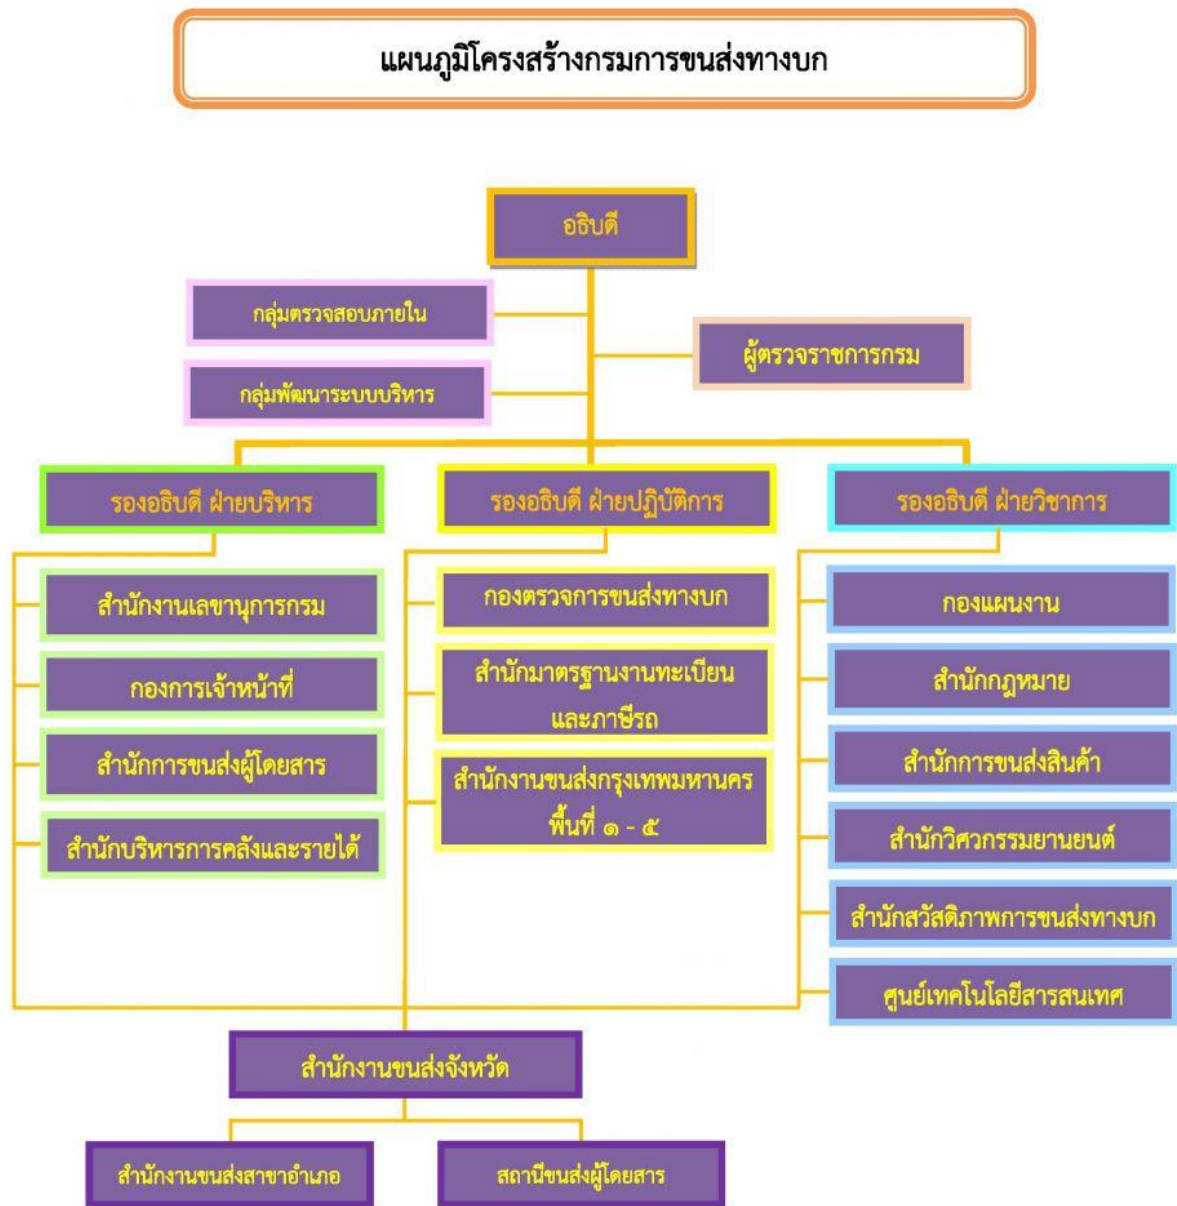 แผนภูมิโครงสร้างกรมการขนส่งทางบก
อธิบดี
กลุ่มตรวจสอบภายใน
ผู้ตรวจราชการกรม
กลุ่มพัฒนาระบบบริหาร
รองอธิบดี ฝ่ายบริหาร
สำนักงานเลขานุการกรม
กองการเจ้าหน้าที่
สำนักการขนส่งผู้โดยสาร
สำนักบริหารการคลังและรายได้
รองอธิบดี ฝ่ายปฏิบัติการ
กองตรวจการขนส่งทางบก
สำนักมาตรฐานงานทะเบียน
และภาษีรถ
สำนักงานขนส่งกรุงเทพมหานคร
พื้นที่ ๑ - ๕
รองอธิบดี ฝ่ายวิชาการ
กองแผนงาน
สำนักกฎหมาย
สำนักการขนส่งสินค้า
สำนักวิศวกรรมยานยนต์
สำนักสวัสดิภาพการขนส่งทางบก
ศูนย์เทคโนโลยีสารสนเทศ
สำนักงานขนส่งจังหวัด
สำนักงานขนส่งสาขาอำเภอ
สถานีขนส่งผู้โดยสาร